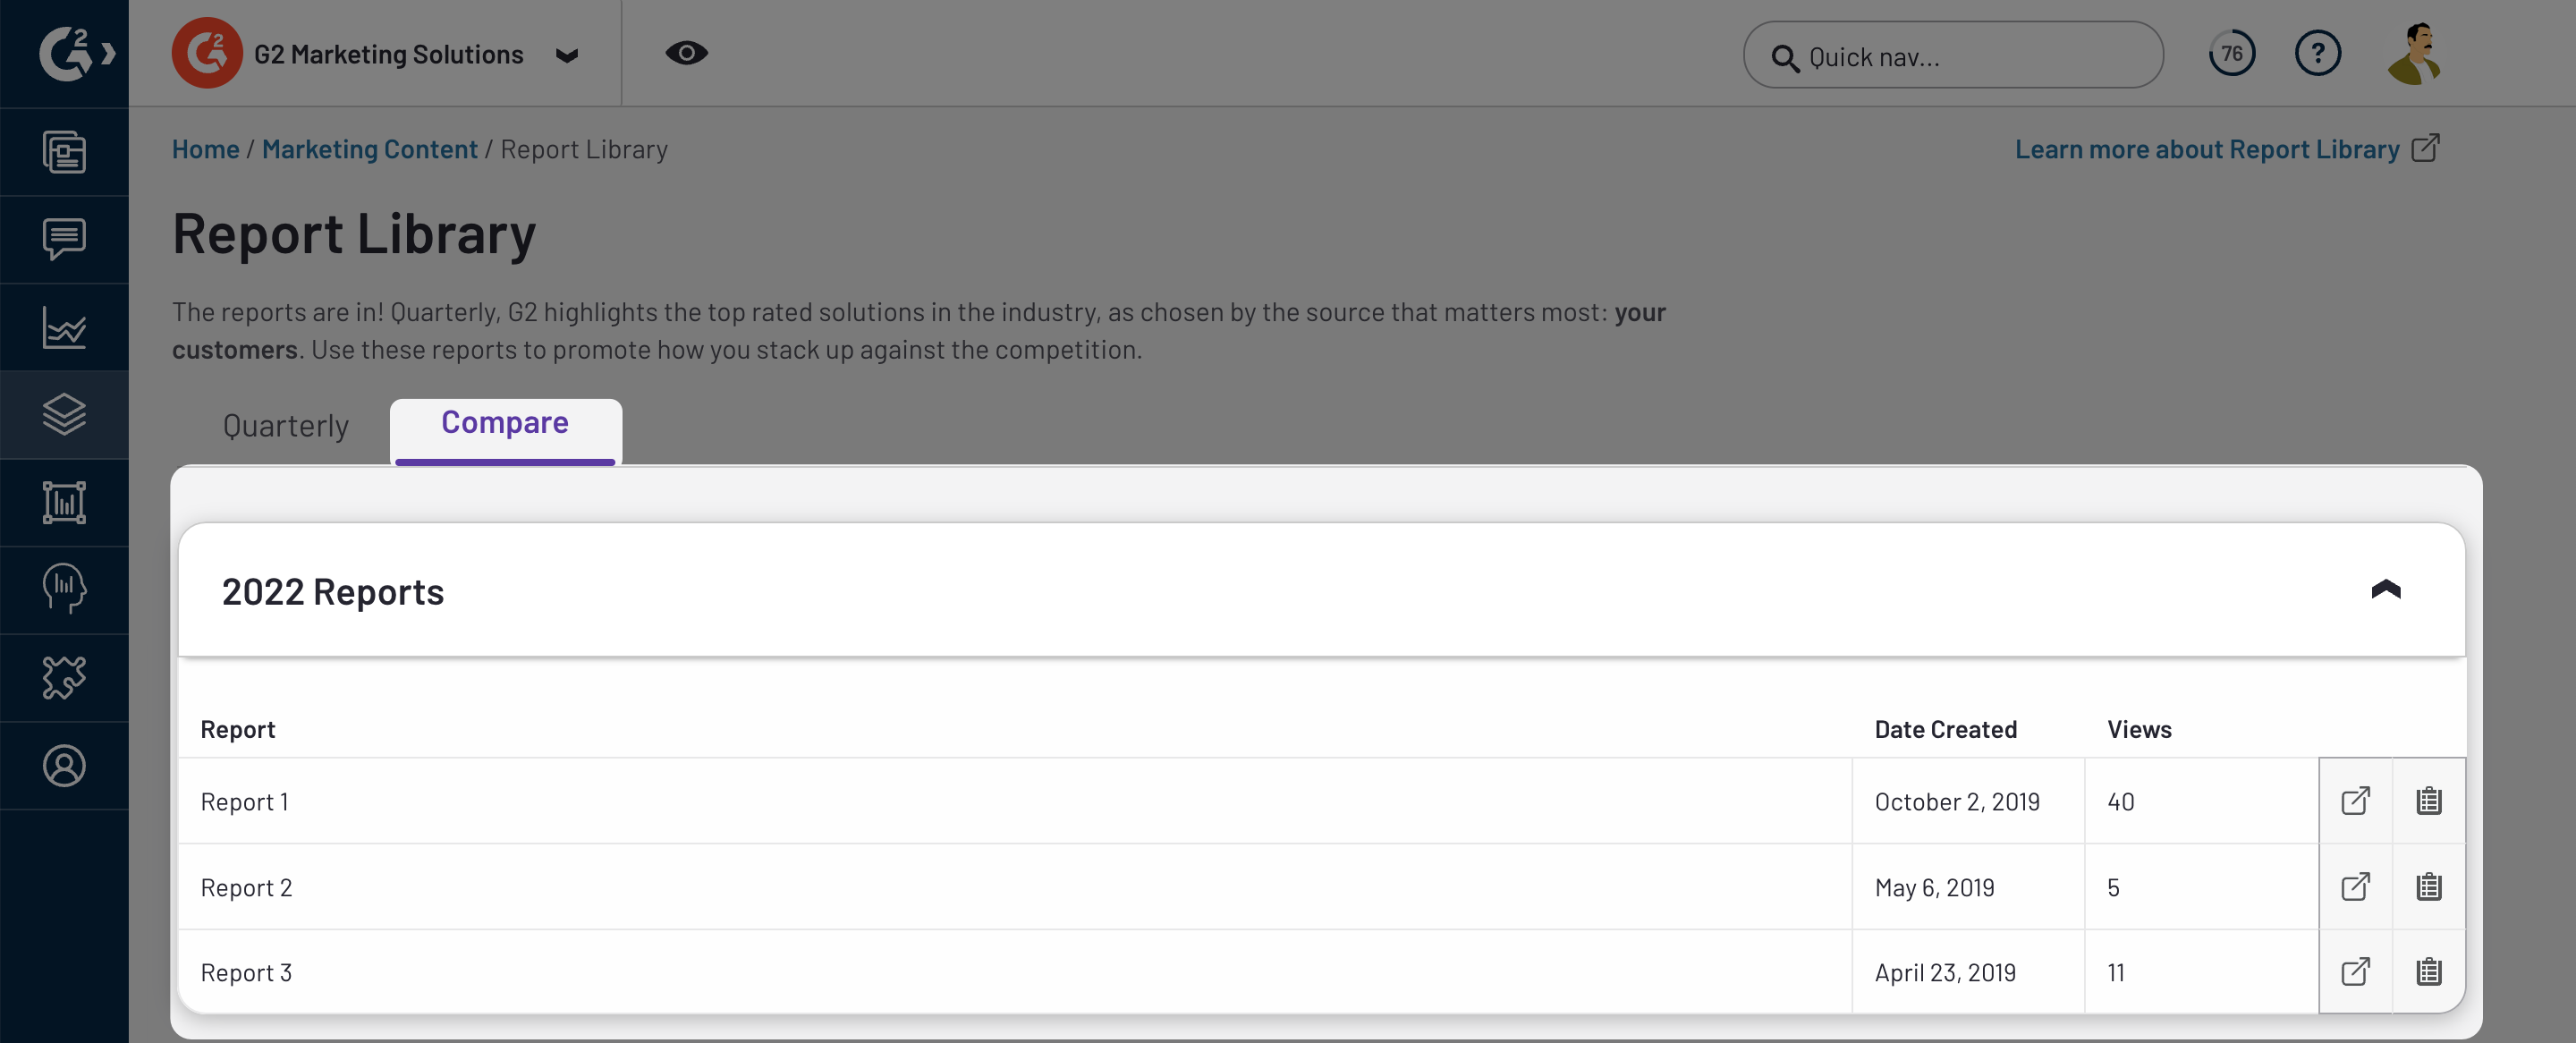 G2 Marketing Solutions
Quick nav...
76
?
Home / Marketing Content / Report Library
Learn more about Report Library
Report Library
The reports are in! Quarterly, G2 highlights the top rated solutions in the industry, as chosen by the source that matters most: your
customers. Use these reports to promote how you stack up against the competition.
Quarterly
Compare
2022 Reports
Report Date Created Views
Report 1 October 2, 2019 40
Report 2 May 6, 2019 5
Report 3 April 23, 2019 11